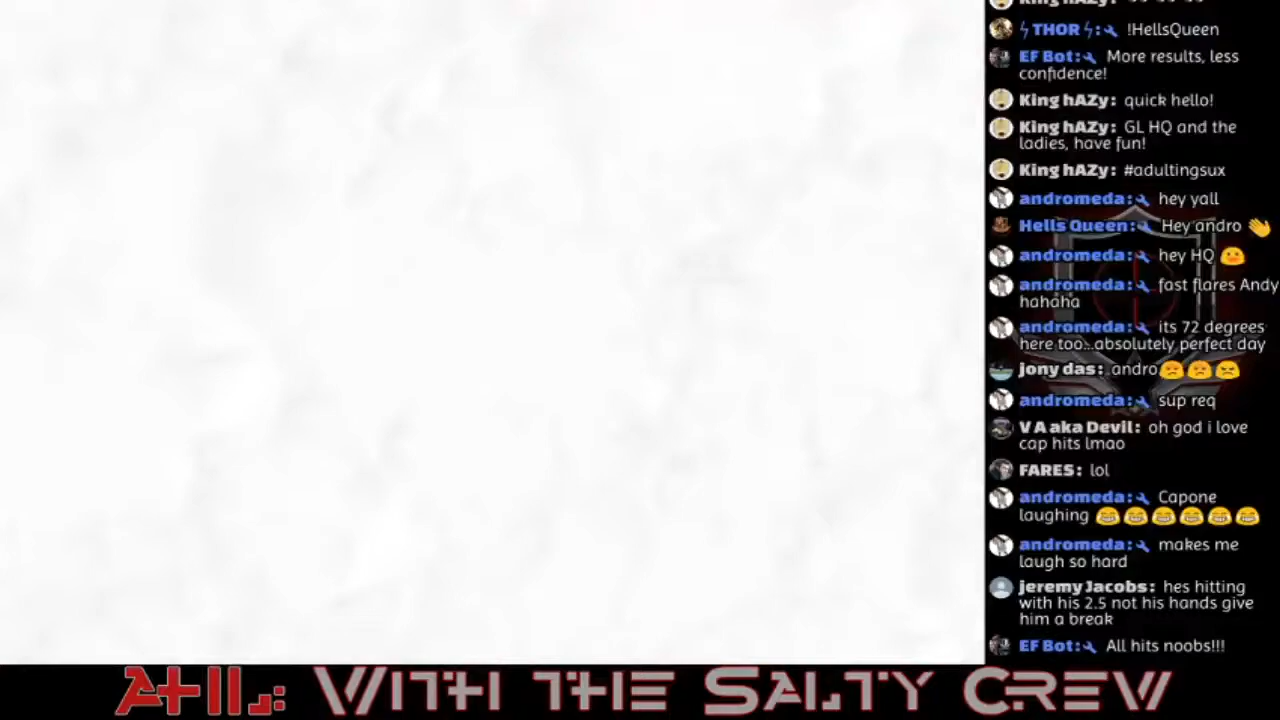 ⚡THOR⚡: !HellsQueen
EF Bot: More results, less
confidence!
King hAZy: quick hello!
King hAZy: GL HQ and the
ladies, have fun!
King hAZy: #adultingsux
andromeda: hey yall
Hells Queen: Hey andro 👋
andromeda: hey HQ
andromeda: fast flares Andy
hahaha
andromeda: its 72 degrees
here too...absolutely perfect day
jony das: andro
andromeda: sup req
V A aka Devil: oh god i love
cap hits lmao
FARES: lol
andromeda: Capone
laughing 😂😂😂😂😂😂
andromeda: makes me
laugh so hard
jeremy Jacobs: hes hitting
with his 2.5 not his hands give
him a break
EF Bot: All hits noobs!!!
With the Salty Crew